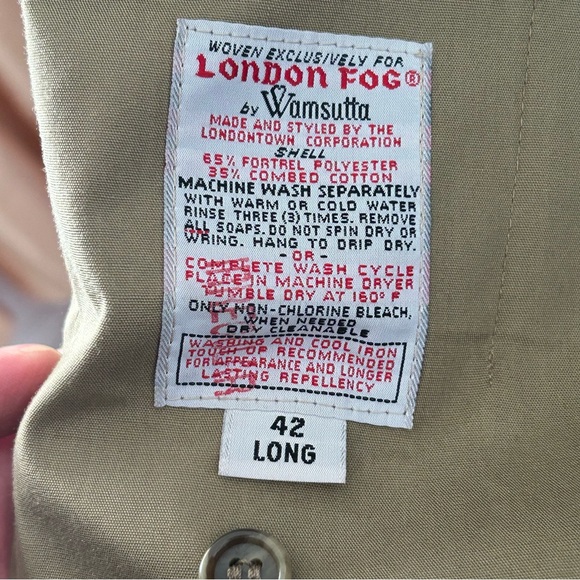 WOVEN EXCLUSIVELY FOR
LONDON FOG®
by Wamsutta
MADE AND STYLED BY THE
LONDONTOWN CORPORATION
SHELL
65% FORTREL POLYESTER
35% COMBED COTTON
MACHINE WASH SEPARATELY
WITH WARM OR COLD WATER
RINSE THREE (3) TIMES. REMOVE
ALL SOAPS. DO NOT SPIN DRY OR
WRING. HANG TO DRIP DRY.
- OR -
COMPLETE WASH CYCLE
PLACE IN MACHINE DRYER
TUMBLE DRY AT 160° F
ONLY NON-CHLORINE BLEACH,
WHEN NEEDED
DRY CLEANABLE
WASHING AND COOL IRON
TOUCH UP RECOMMENDED
FOR APPEARANCE AND LONGER
LASTING REPELLENCY
42
LONG